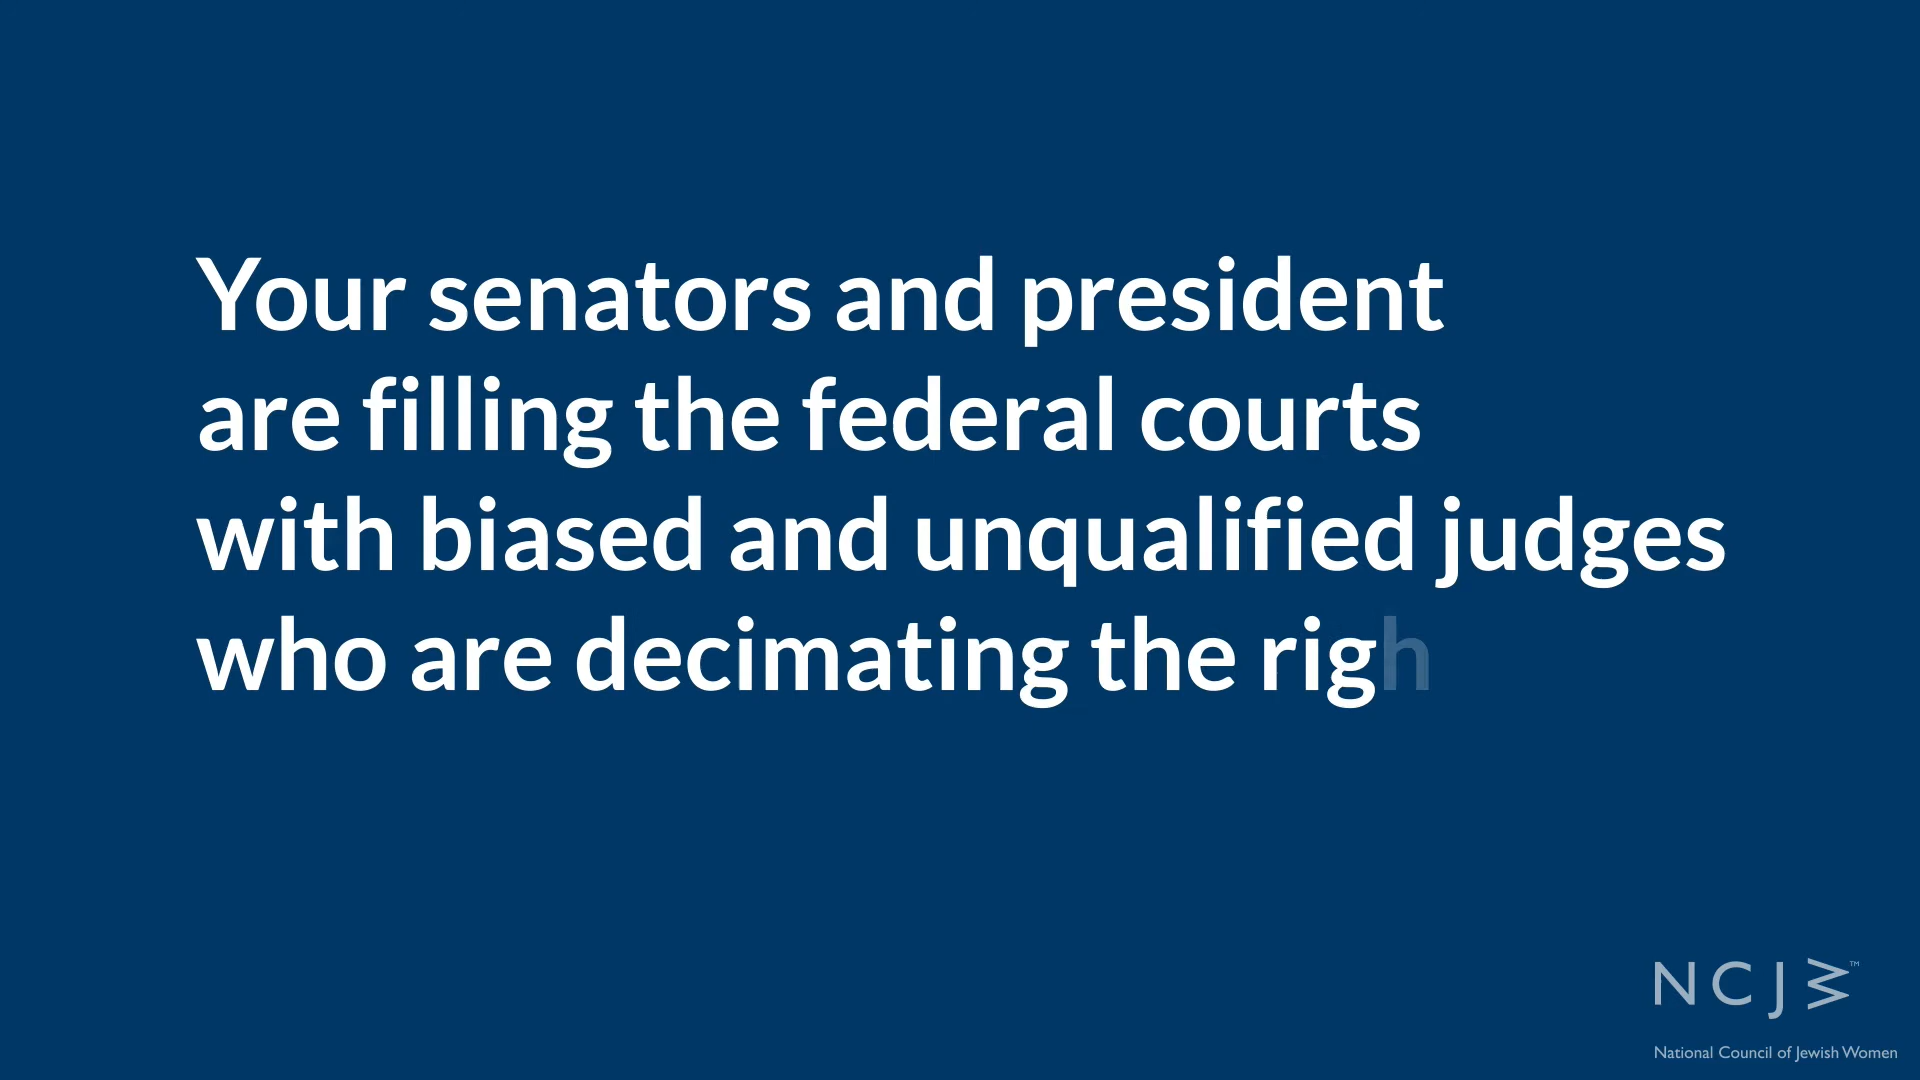 Your senators and president
are filling the federal courts
with biased and unqualified judges
who are decimating the righ
NCJW™
National Council of Jewish Women